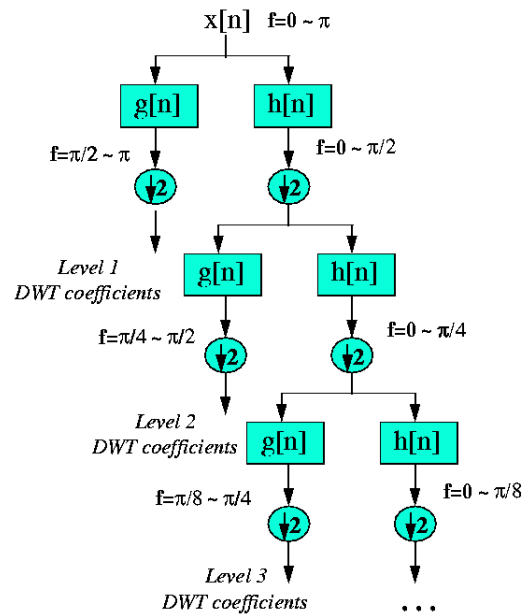 x[n] f=0 ~ π
g[n] h[n]
f=π/2 ~ π f=0 ~ π/2
2 2
Level 1
DWT coefficients
g[n] h[n]
f=π/4 ~ π/2 f=0 ~ π/4
2 2
Level 2
DWT coefficients
g[n] h[n]
f=π/8 ~ π/4 f=0 ~ π/8
2 2
Level 3
DWT coefficients
...